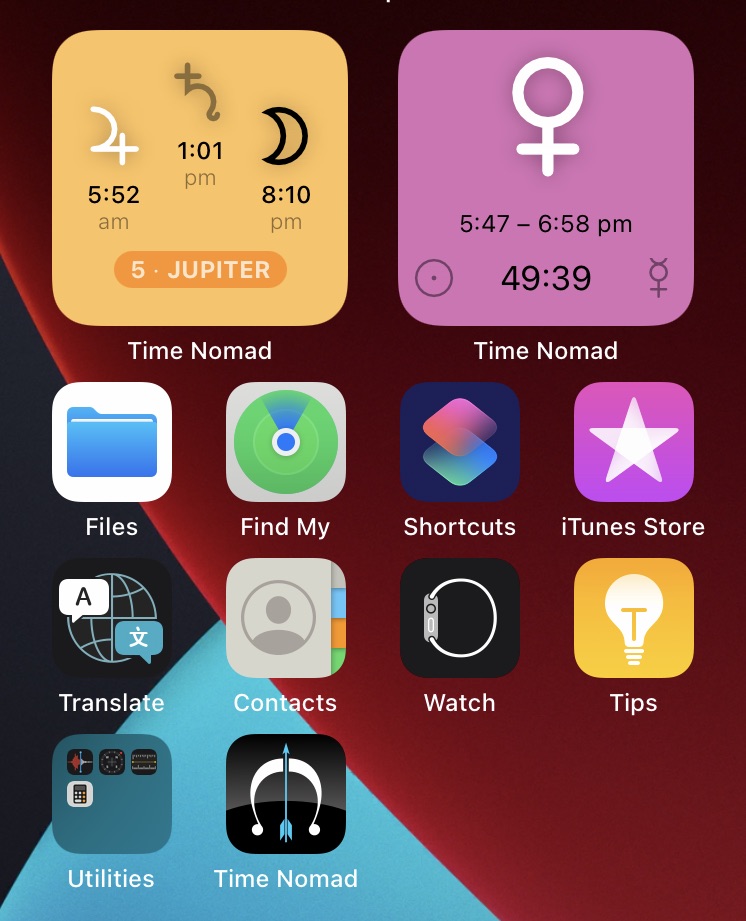 1:01
pm
5:52
am
8:10
pm
5 · JUPITER
5:47 – 6:58 pm
49:39
Time Nomad
Time Nomad
Files
Find My
Shortcuts
iTunes Store
A
文
Translate
Contacts
Watch
Tips
Utilities
Time Nomad